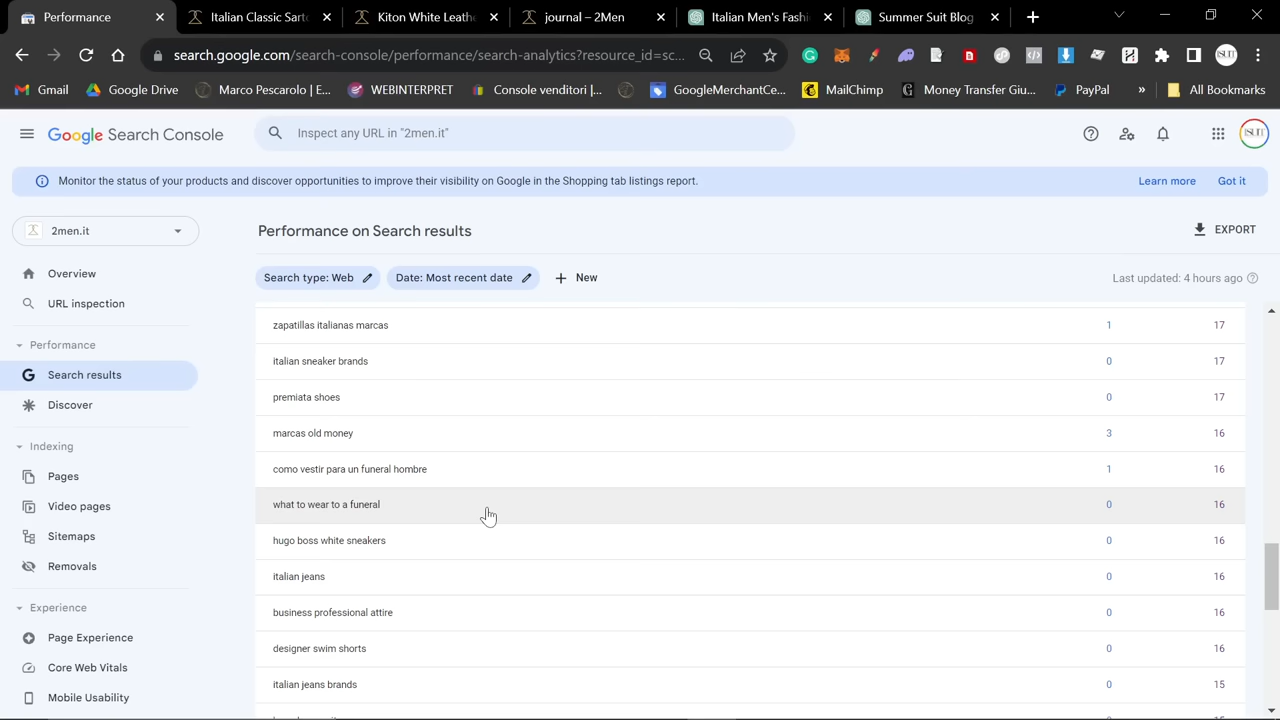 Performance
Italian Classic Sarto
Kiton White Leath
journal – 2Men
Italian Men's Fashi
Summer Suit Blog
search.google.com/search-console/performance/search-analytics?resource_id=sc...
Gmail
Google Drive
Marco Pescarolo | E...
WEBINTERPRET
Console venditori |...
GoogleMerchantCe...
MailChimp
Money Transfer Giu...
PayPal
»
All Bookmarks
Google Search Console
Inspect any URL in "2men.it"
Monitor the status of your products and discover opportunities to improve their visibility on Google in the Shopping tab listings report.
Learn more
Got it
2men.it
Performance on Search results
EXPORT
Search type: Web
Date: Most recent date
New
Last updated: 4 hours ago
Overview
URL inspection
Performance
Search results
Discover
Indexing
Pages
Video pages
Sitemaps
Removals
Experience
Page Experience
Core Web Vitals
Mobile Usability
zapatillas italianas marcas 1 17
italian sneaker brands 0 17
premiata shoes 0 17
marcas old money 3 16
como vestir para un funeral hombre 1 16
what to wear to a funeral 0 16
hugo boss white sneakers 0 16
italian jeans 0 16
business professional attire 0 16
designer swim shorts 0 16
italian jeans brands 0 15